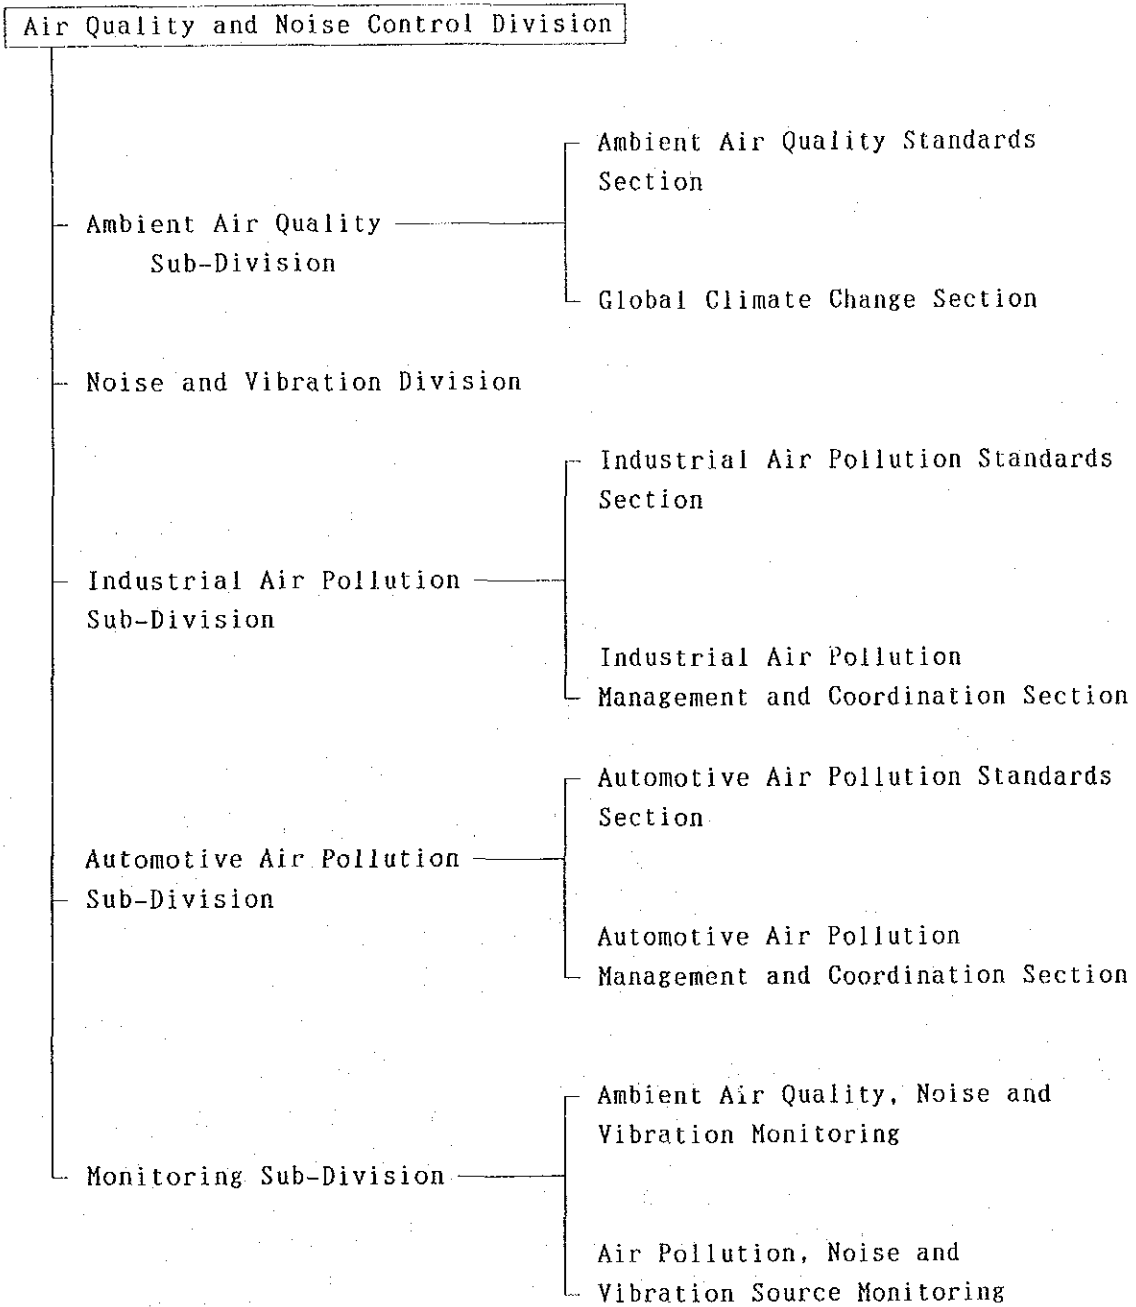 Air Quality and Noise Control Division
Ambient Air Quality Standards
Section
Ambient Air Quality
Sub-Division
Global Climate Change Section
Noise and Vibration Division
Industrial Air Pollution Standards
Section
Industrial Air Pollution
Sub-Division
Industrial Air Pollution
Management and Coordination Section
Automotive Air Pollution Standards
Section
Automotive Air Pollution
Sub-Division
Automotive Air Pollution
Management and Coordination Section
Ambient Air Quality, Noise and
Vibration Monitoring
Monitoring Sub-Division
Air Pollution, Noise and
Vibration Source Monitoring